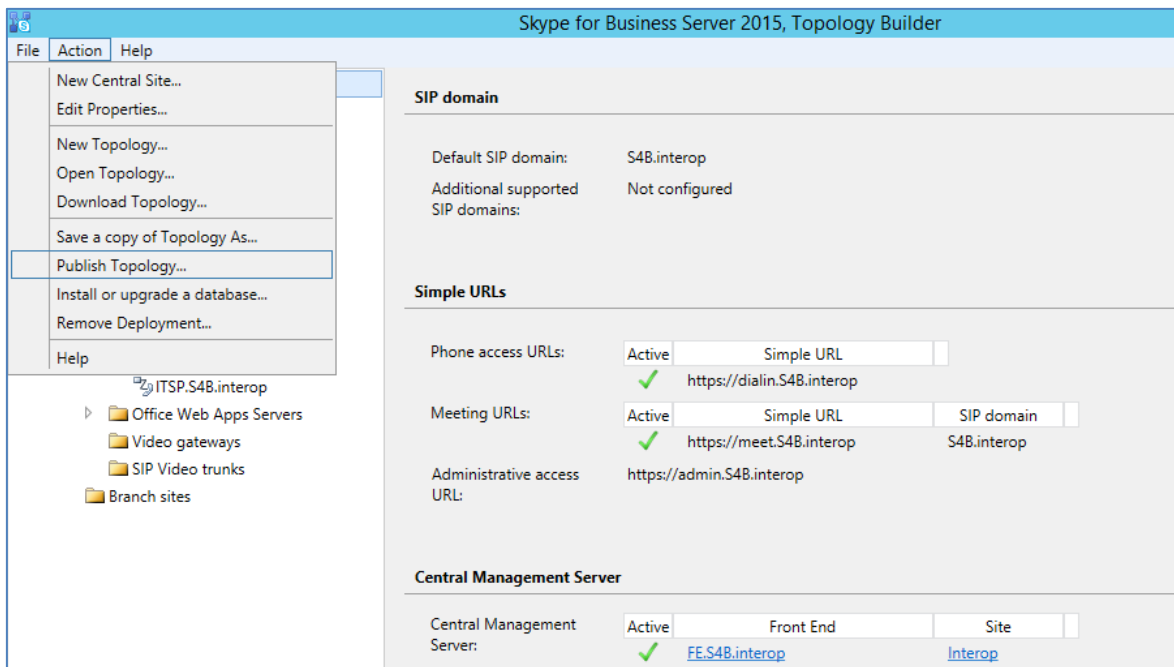 Skype for Business Server 2015, Topology Builder
File Action Help
New Central Site...
Edit Properties...
New Topology...
Open Topology...
Download Topology...
Save a copy of Topology As...
Publish Topology...
Install or upgrade a database...
Remove Deployment...
Help
ITSP.S4B.interop
Office Web Apps Servers
Video gateways
SIP Video trunks
Branch sites
SIP domain
Default SIP domain: S4B.interop
Additional supported Not configured
SIP domains:
Simple URLs
Phone access URLs: Active Simple URL
https://dialin.S4B.interop
Meeting URLs: Active Simple URL SIP domain
https://meet.S4B.interop S4B.interop
Administrative access https://admin.S4B.interop
URL:
Central Management Server
Central Management Active Front End Site
Server: FE.S4B.interop Interop